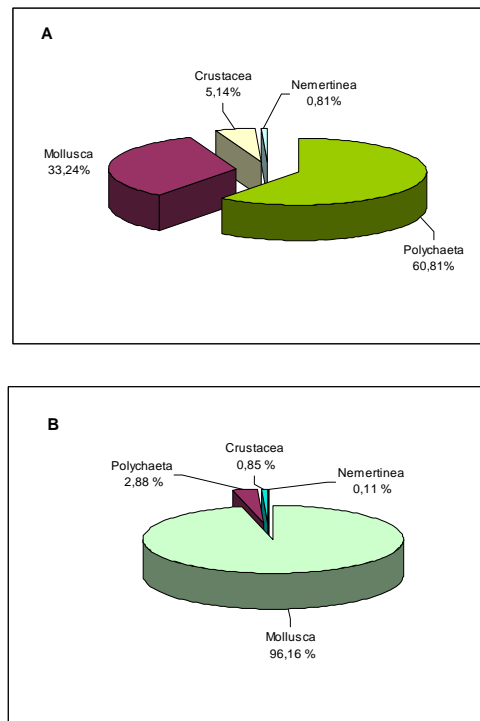 A
Crustacea
5,14%
Nemertinea
0,81%
Mollusca
33,24%
Polychaeta
60,81%
B
Crustacea
0,85 %
Polychaeta
2,88 %
Nemertinea
0,11 %
Mollusca
96,16 %